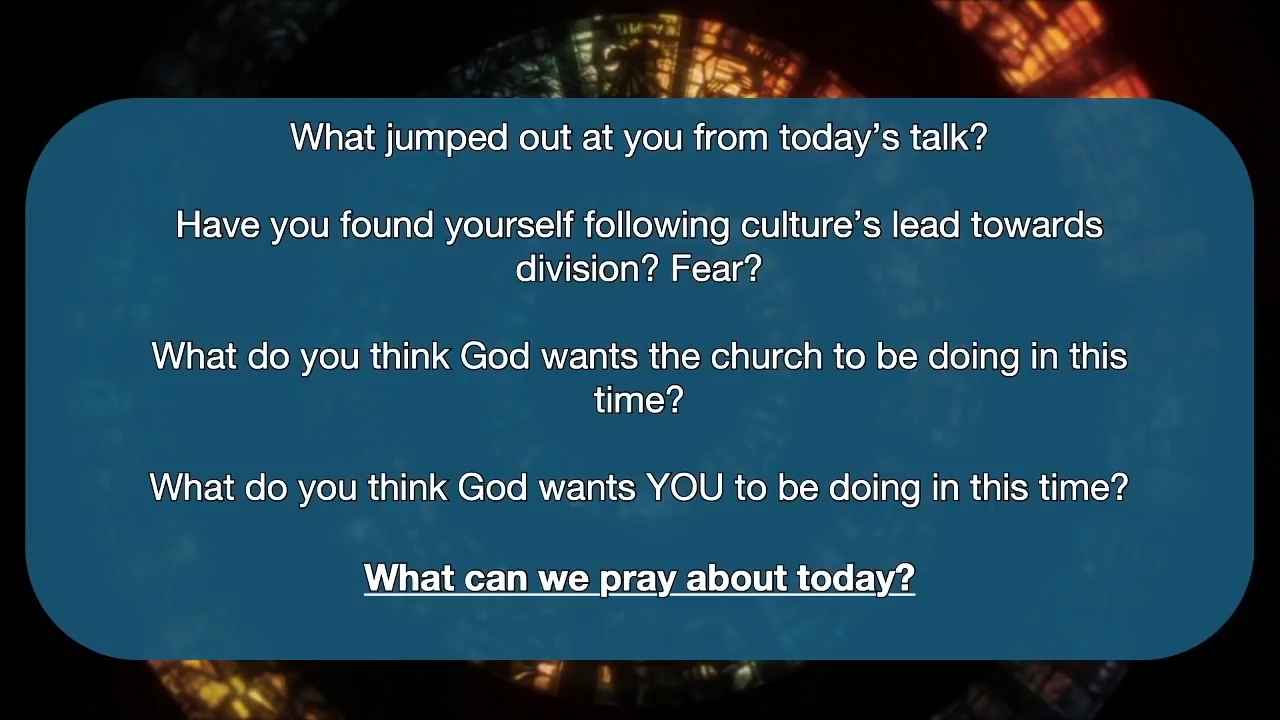 What jumped out at you from today’s talk?
Have you found yourself following culture’s lead towards
division? Fear?
What do you think God wants the church to be doing in this
time?
What do you think God wants YOU to be doing in this time?
What can we pray about today?